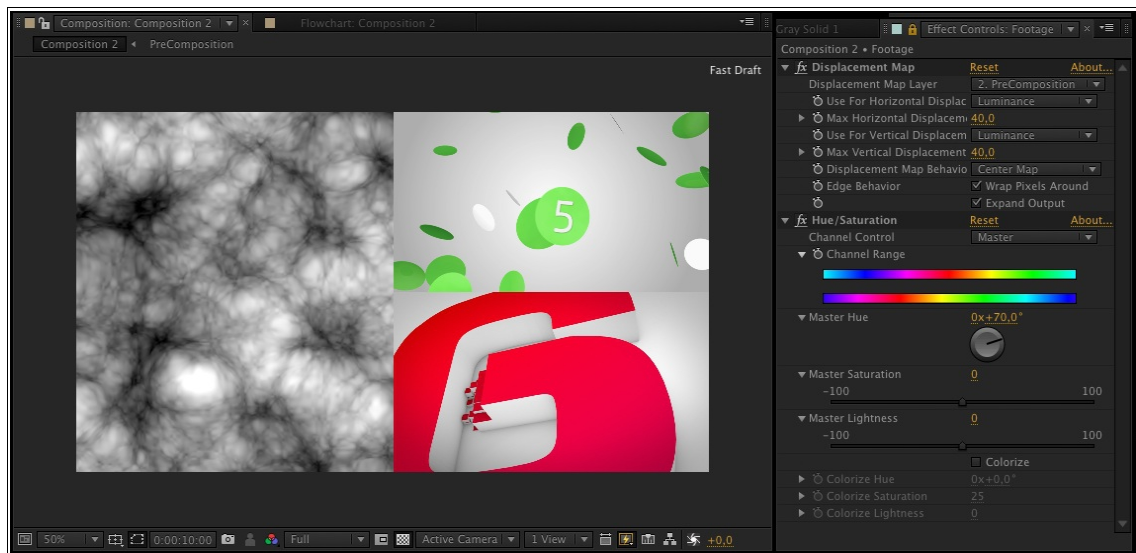 Composition: Composition 2
Flowchart: Composition 2
Composition 2
PreComposition
Fast Draft
5
50%
0:00:10:00
Full
Active Camera
1 View
+0,0
Gray Solid 1
Effect Controls: Footage
Composition 2 • Footage
fx Displacement Map Reset About...
Displacement Map Layer 2. PreComposition
Use For Horizontal Displac Luminance
Max Horizontal Displacem 40,0
Use For Vertical Displacem Luminance
Max Vertical Displacement 40,0
Displacement Map Behavio Center Map
Edge Behavior Wrap Pixels Around
Expand Output
fx Hue/Saturation Reset About...
Channel Control Master
Channel Range
Master Hue 0x+70,0°
Master Saturation 0
-100 100
Master Lightness 0
-100 100
Colorize
Colorize Hue 0x+0,0°
Colorize Saturation 25
Colorize Lightness 0